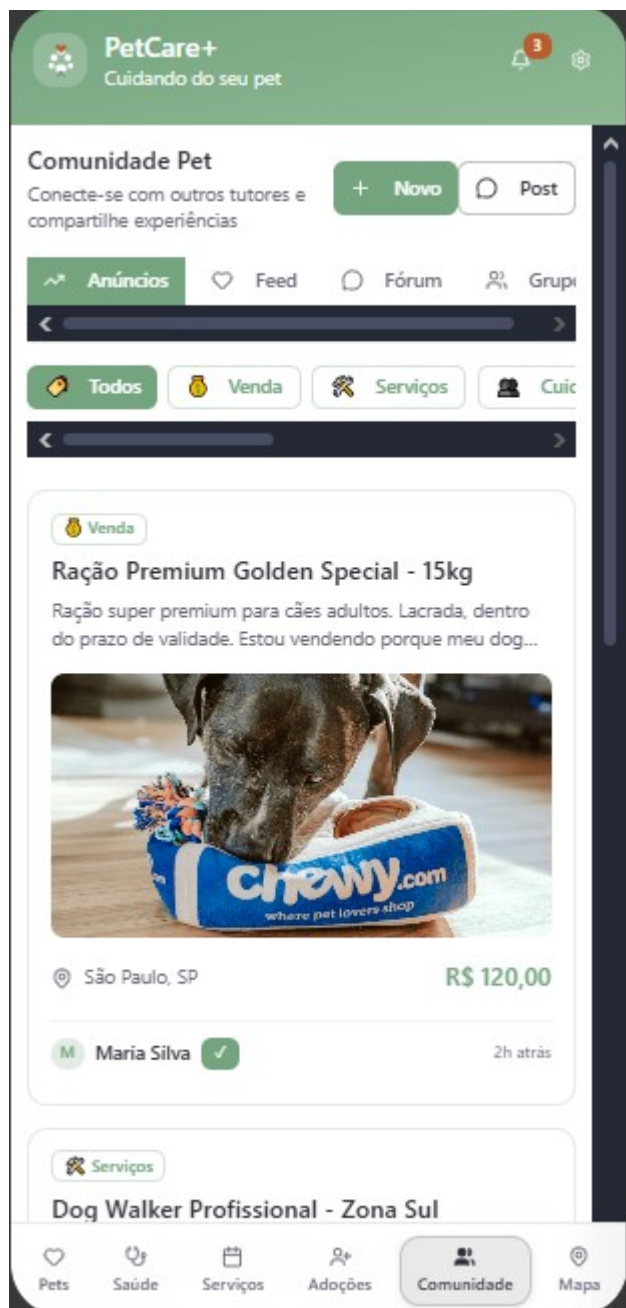 PetCare+
Cuidando do seu pet
3
Comunidade Pet
Conecte-se com outros tutores e
compartilhe experiências
+ Novo
Post
Anúncios Feed Fórum Grupo
Todos Venda Serviços Cuid
Venda
Ração Premium Golden Special - 15kg
Ração super premium para cães adultos. Lacrada, dentro
do prazo de validade. Estou vendendo porque meu dog...
chewy.com
where pet lovers shop
São Paulo, SP
R$ 120,00
M Maria Silva ✓
2h atrás
Serviços
Dog Walker Profissional - Zona Sul
Pets Saúde Serviços Adoções Comunidade Mapa